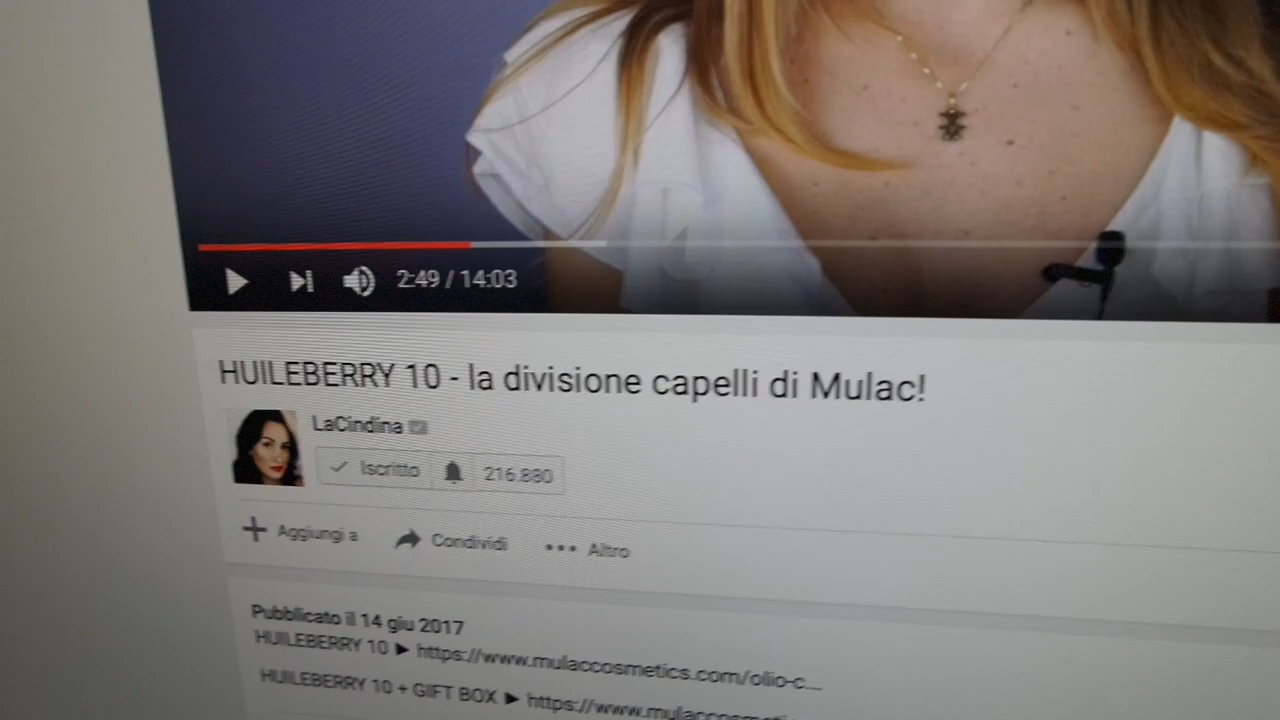 2:49 / 14:03
HUILEBERRY 10 - la divisione capelli di Mulac!
LaCindina
Iscritto 216.880
Aggiungi a Condividi ••• Altro
Pubblicato il 14 giu 2017
HUILEBERRY 10 ► https://www.mulaccosmetics.com/olio-c...
HUILEBERRY 10 + GIFT BOX ► https://www.mulaccosmeti